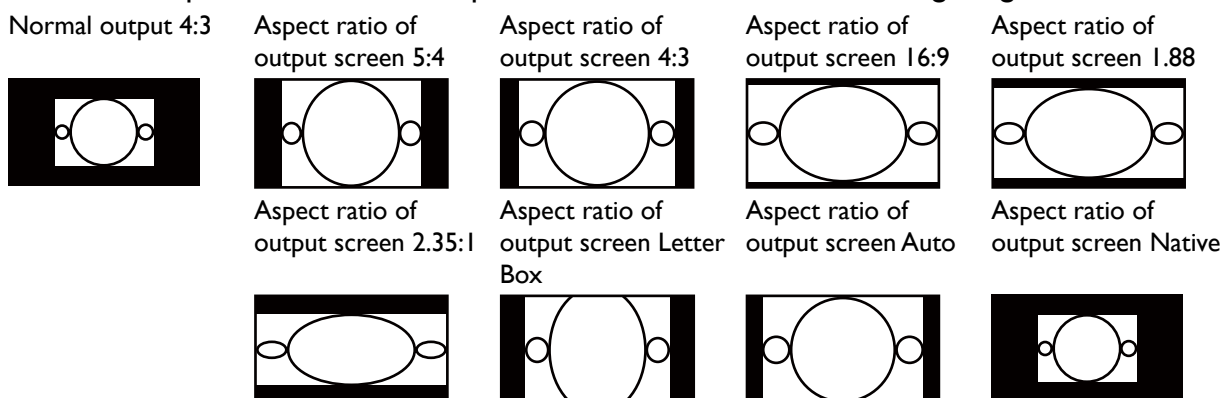 Normal output 4:3
Aspect ratio of
output screen 5:4
Aspect ratio of
output screen 4:3
Aspect ratio of
output screen 16:9
Aspect ratio of
output screen 1.88
Aspect ratio of
output screen 2.35:1
Aspect ratio of
output screen Letter
Box
Aspect ratio of
output screen Auto
Aspect ratio of
output screen Native